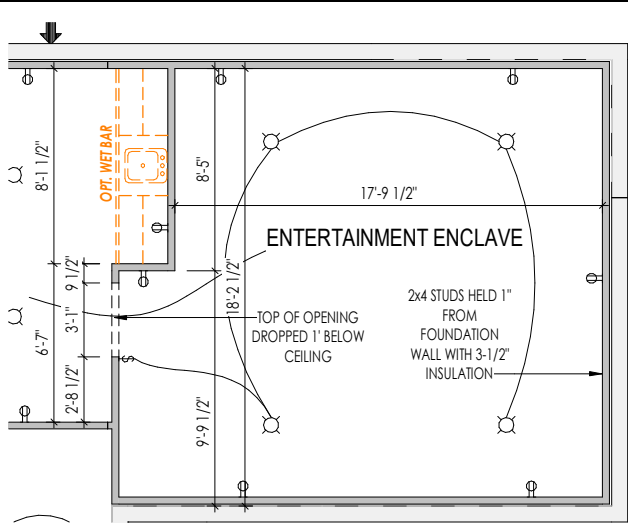 OPT. WET BAR
8'-1 1/2"
8'-5"
17'-9 1/2"
ENTERTAINMENT ENCLAVE
18'-2 1/2"
9 1/2"
3'-1"
6'-7"
2'-8 1/2"
9'-9 1/2"
TOP OF OPENING
DROPPED 1' BELOW
CEILING
2x4 STUDS HELD 1"
FROM
FOUNDATION
WALL WITH 3-1/2"
INSULATION
S